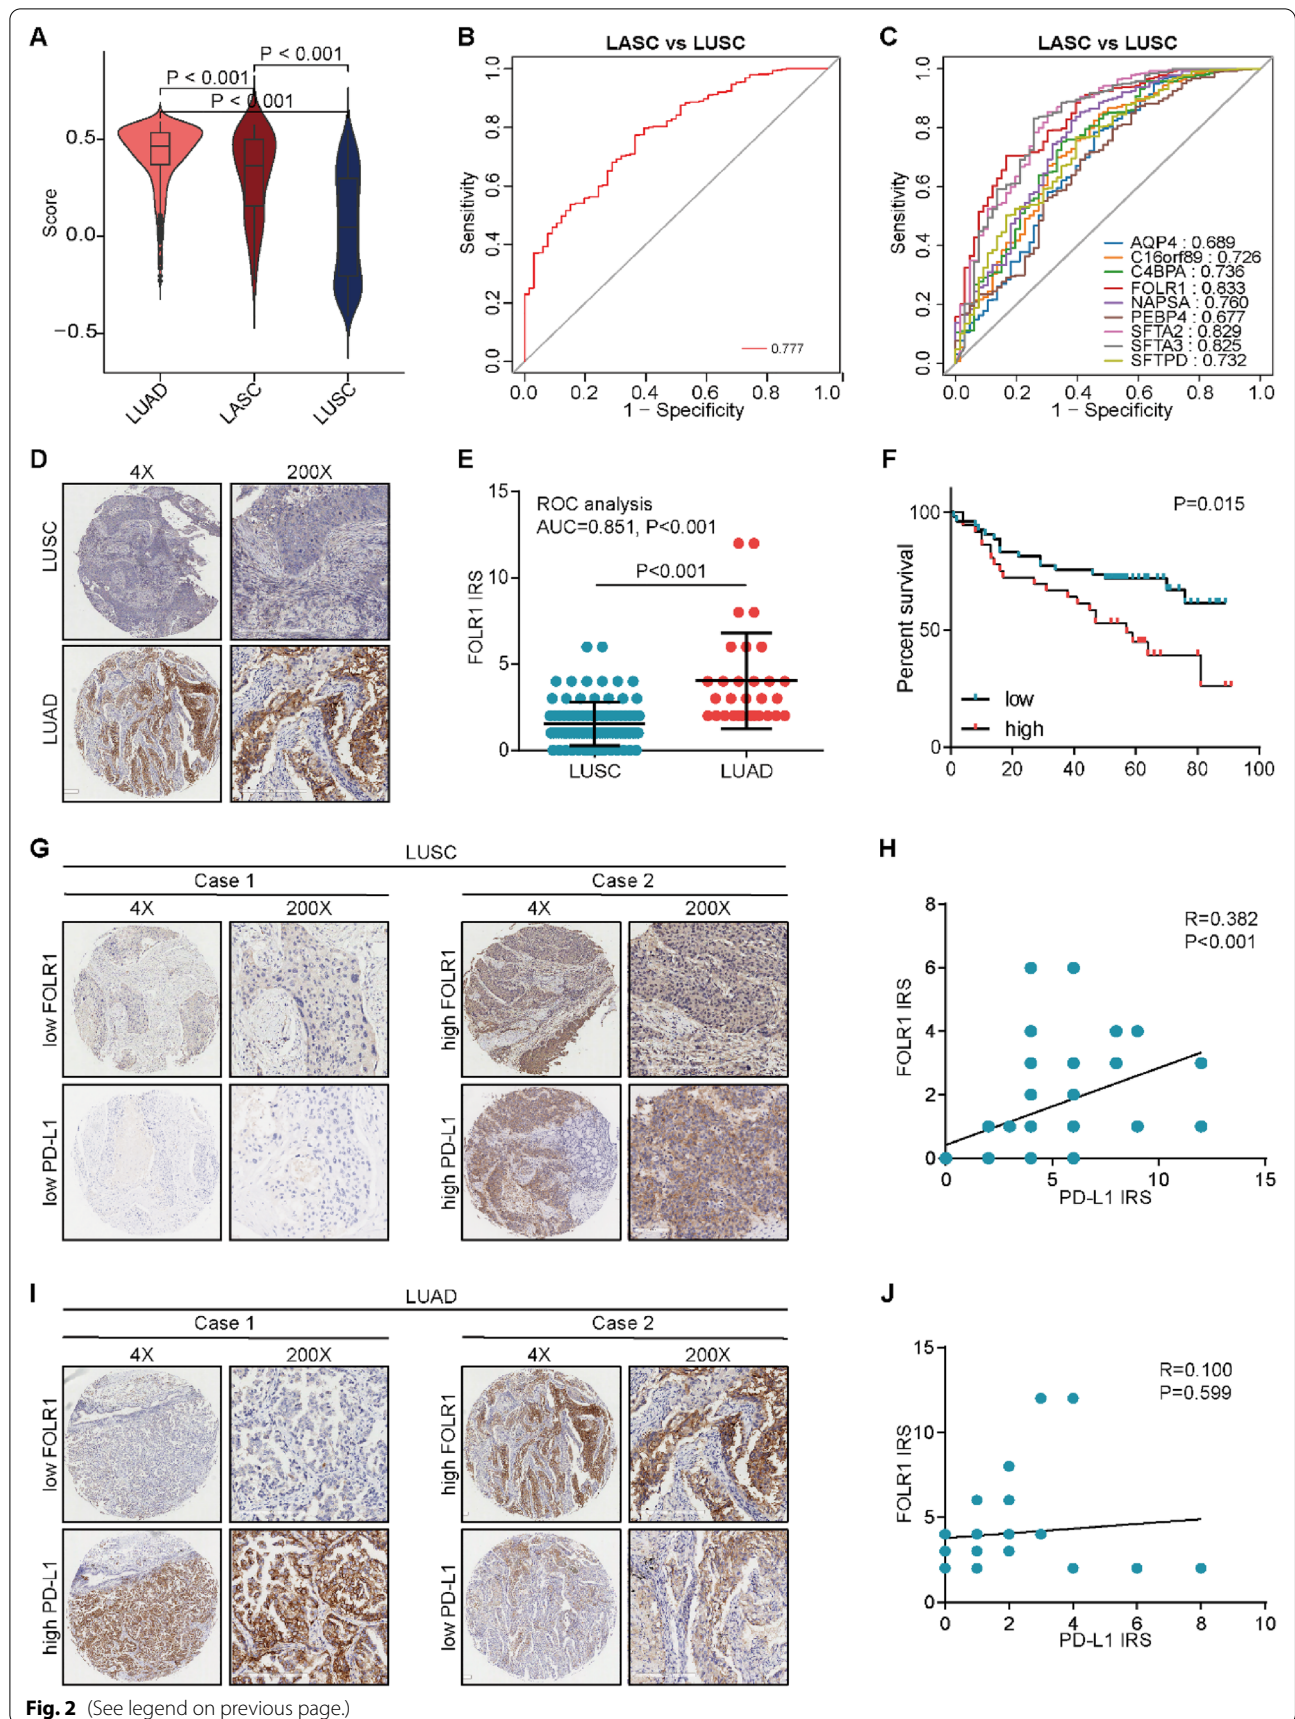 A
P < 0.001
P < 0.001
P < 0.001
0.5
0.0
−0.5
Score
LUAD
LASC
LUSC
B
LASC vs LUSC
1.0
0.8
0.6
0.4
0.2
0.0
Sensitivity
0.777
0.0 0.2 0.4 0.6 0.8 1.0
1 − Specificity
C
LASC vs LUSC
1.0
0.8
0.6
0.4
0.2
0.0
Sensitivity
AQP4 : 0.689
C16orf89 : 0.726
C4BPA : 0.736
FOLR1 : 0.833
NAPSA : 0.760
PEBP4 : 0.677
SFTA2 : 0.829
SFTA3 : 0.825
SFTPD : 0.732
0.0 0.2 0.4 0.6 0.8 1.0
1 − Specificity
D
4X 200X
LUSC
LUAD
E
ROC analysis
AUC=0.851, P<0.001
P<0.001
15
10
5
0
FOLR1 IRS
LUSC LUAD
F
P=0.015
100
50
0
Percent survival
low
high
0 20 40 60 80 100
G
LUSC
Case 1 Case 2
4X 200X 4X 200X
low FOLR1
high FOLR1
low PD-L1
high PD-L1
H
R=0.382
P<0.001
8
6
4
2
0
FOLR1 IRS
0 5 10 15
PD-L1 IRS
I
LUAD
Case 1 Case 2
4X 200X 4X 200X
low FOLR1
high FOLR1
high PD-L1
low PD-L1
J
R=0.100
P=0.599
15
10
5
0
FOLR1 IRS
0 2 4 6 8 10
PD-L1 IRS
Fig. 2 (See legend on previous page.)